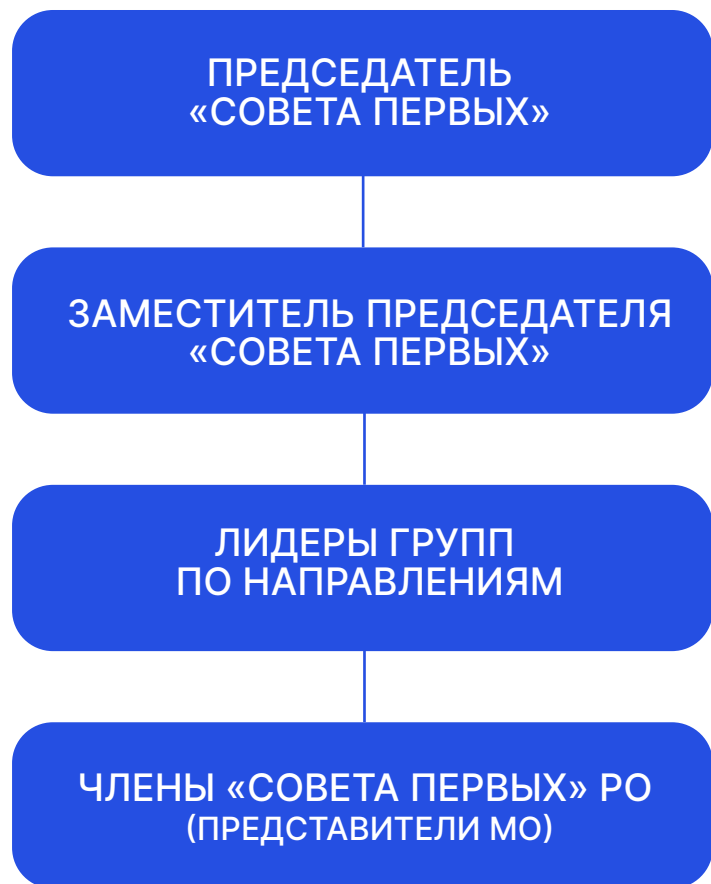 ПРЕДСЕДАТЕЛЬ
«СОВЕТА ПЕРВЫХ»
ЗАМЕСТИТЕЛЬ ПРЕДСЕДАТЕЛЯ
«СОВЕТА ПЕРВЫХ»
ЛИДЕРЫ ГРУПП
ПО НАПРАВЛЕНИЯМ
ЧЛЕНЫ «СОВЕТА ПЕРВЫХ» РО
(ПРЕДСТАВИТЕЛИ МО)